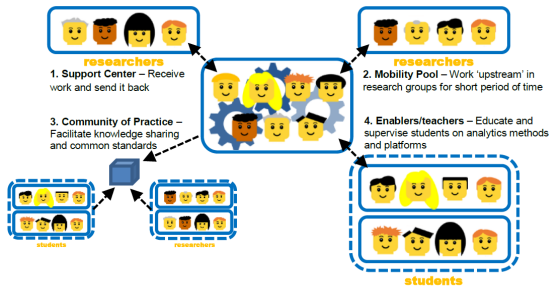 researchers
researchers
1. Support Center – Receive
work and send it back
2. Mobility Pool – Work ‘upstream’ in
research groups for short period of time
3. Community of Practice –
Facilitate knowledge sharing
and common standards
4. Enablers/teachers – Educate and
supervise students on analytics methods
and platforms
students
researchers
students